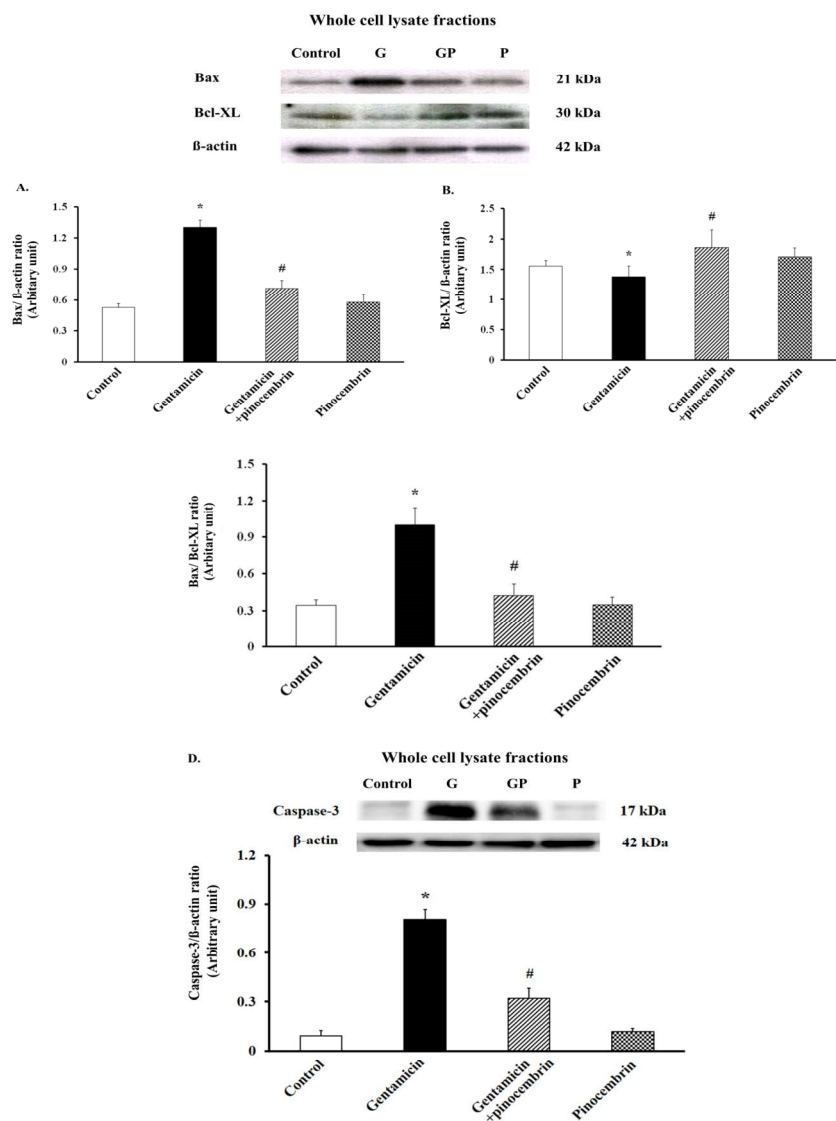 Whole cell lysate fractions
Control G GP P
Bax 21 kDa
Bcl-XL 30 kDa
ß-actin 42 kDa
A.
Bax/ ß-actin ratio
(Arbitary unit)
1.5
1.2
0.9
0.6
0.3
0
*
#
Control
Gentamicin
Gentamicin
+pinocembrin
Pinocembrin
B.
Bcl-XL/ ß-actin ratio
(Arbitary unit)
2.5
2
1.5
1
0.5
0
*
#
Control
Gentamicin
Gentamicin
+pinocembrin
Pinocembrin
Bax/ Bcl-XL ratio
(Arbitary unit)
1.5
1.2
0.9
0.6
0.3
0
*
#
Control
Gentamicin
Gentamicin
+pinocembrin
Pinocembrin
D.
Whole cell lysate fractions
Control G GP P
Caspase-3 17 kDa
β-actin 42 kDa
Caspase-3/ß-actin ratio
(Arbitrary unit)
1.2
0.9
0.6
0.3
0
*
#
Control
Gentamicin
Gentamicin
+pinocembrin
Pinocembrin